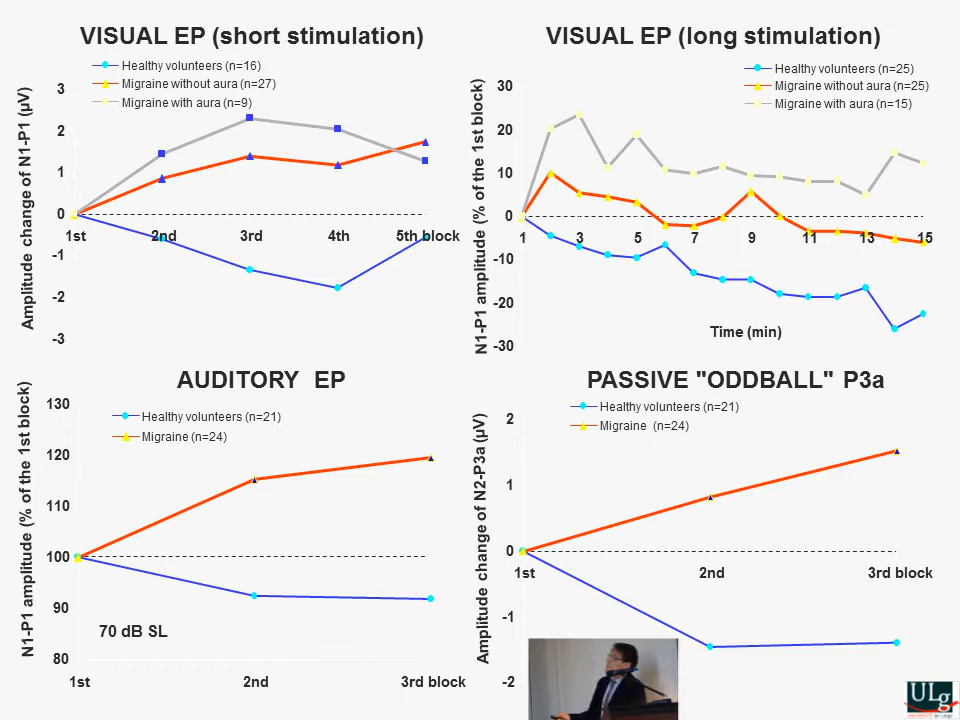 VISUAL EP (short stimulation)
Healthy volunteers (n=16)
Migraine without aura (n=27)
Migraine with aura (n=9)
Amplitude change of N1-P1 (µV)
3
2
1
0
-1
-2
-3
1st
2nd
3rd
4th
5th block
VISUAL EP (long stimulation)
Healthy volunteers (n=25)
Migraine without aura (n=25)
Migraine with aura (n=15)
N1-P1 amplitude (% of the 1st block)
30
20
10
0
-10
-20
-30
1
3
5
7
9
11
13
15
Time (min)
AUDITORY EP
Healthy volunteers (n=21)
Migraine (n=24)
N1-P1 amplitude (% of the 1st block)
130
120
110
100
90
80
70 dB SL
1st
2nd
3rd block
PASSIVE "ODDBALL" P3a
Healthy volunteers (n=21)
Migraine (n=24)
Amplitude change of N2-P3a (µV)
2
1
0
-1
-2
1st
2nd
3rd block
ULg